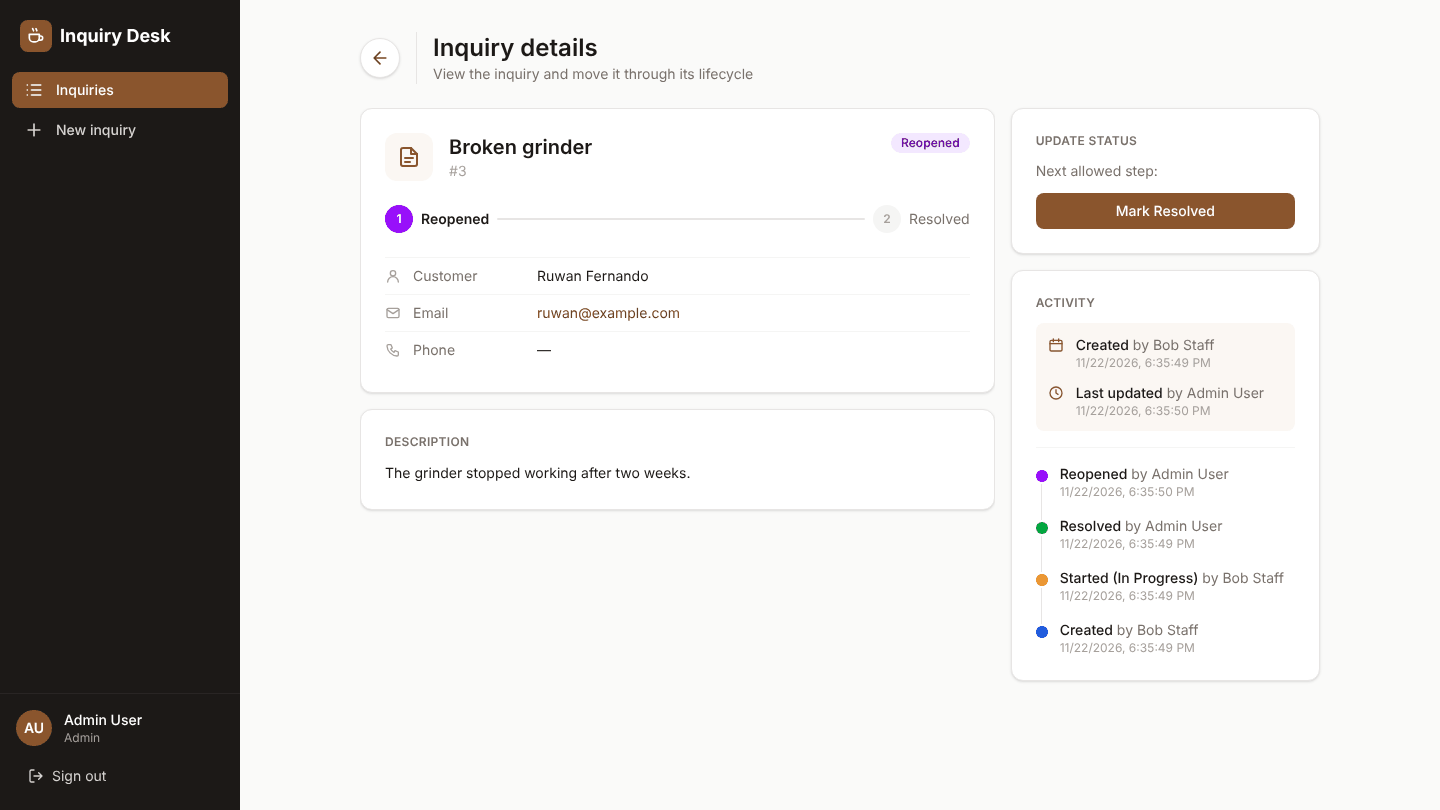 Inquiry Desk
Inquiries
New inquiry
Admin User
Admin
AU
Sign out
Inquiry details
View the inquiry and move it through its lifecycle
Broken grinder
#3
Reopened
1 Reopened
2 Resolved
Customer Ruwan Fernando
Email ruwan@example.com
Phone —
DESCRIPTION
The grinder stopped working after two weeks.
UPDATE STATUS
Next allowed step:
Mark Resolved
ACTIVITY
Created by Bob Staff
11/22/2026, 6:35:49 PM
Last updated by Admin User
11/22/2026, 6:35:50 PM
Reopened by Admin User
11/22/2026, 6:35:50 PM
Resolved by Admin User
11/22/2026, 6:35:49 PM
Started (In Progress) by Bob Staff
11/22/2026, 6:35:49 PM
Created by Bob Staff
11/22/2026, 6:35:49 PM